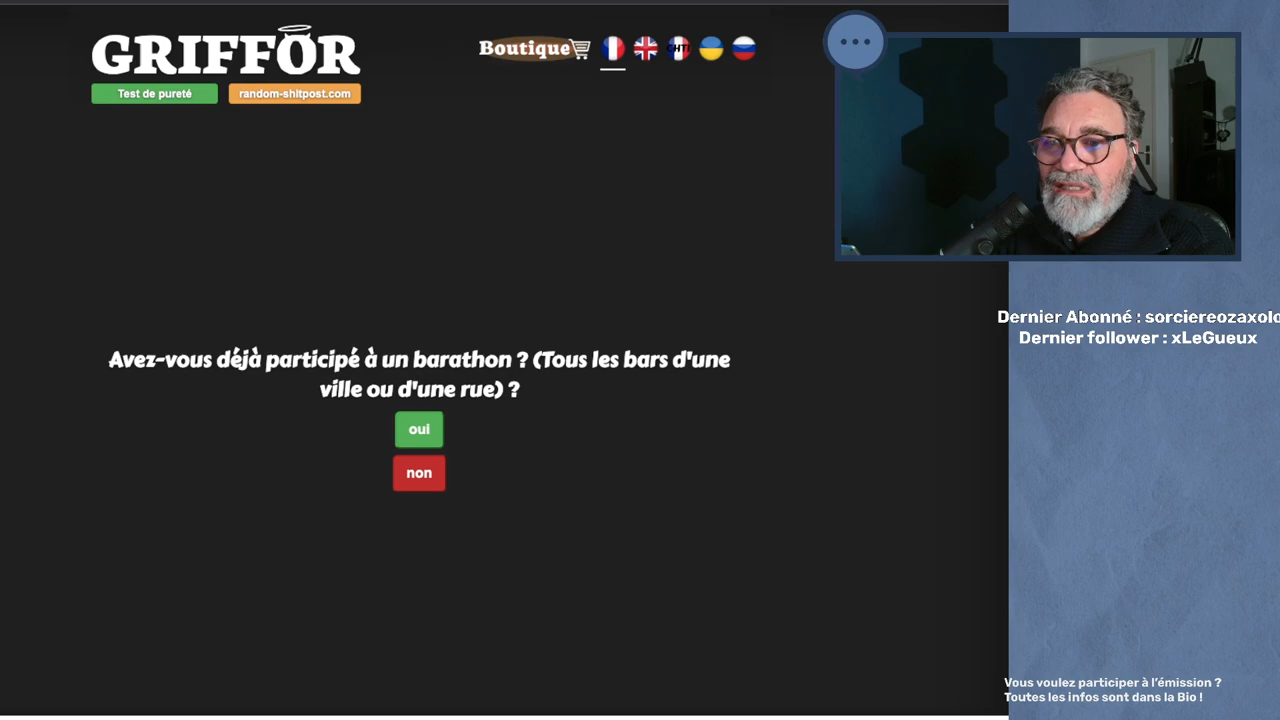 GRIFFOR
Boutique
CHTI
Test de pureté
random-shitpost.com
Avez-vous déjà participé à un barathon ? (Tous les bars d'une
ville ou d'une rue) ?
oui
non
Dernier Abonné : sorciereozaxolo
Dernier follower : xLeGueux
Vous voulez participer à l'émission ?
Toutes les infos sont dans la Bio !